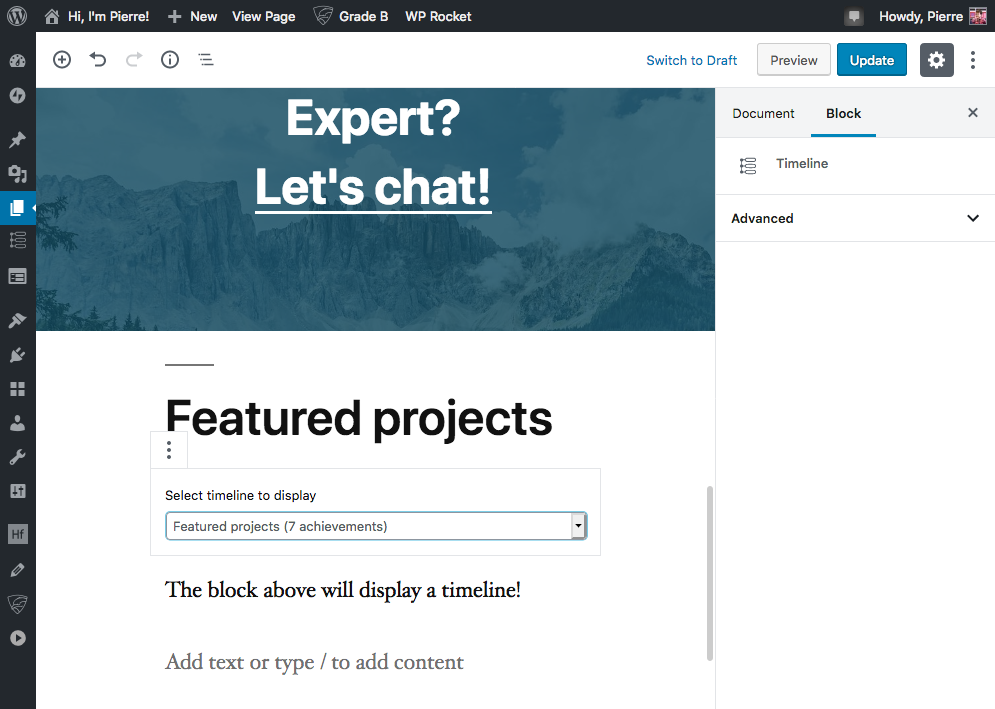 Hi, I'm Pierre! New View Page Grade B WP Rocket Howdy, Pierre
Switch to Draft Preview Update
Expert?
Let's chat!
Document Block
Timeline
Advanced
Featured projects
Select timeline to display
Featured projects (7 achievements)
The block above will display a timeline!
Add text or type / to add content
Hf